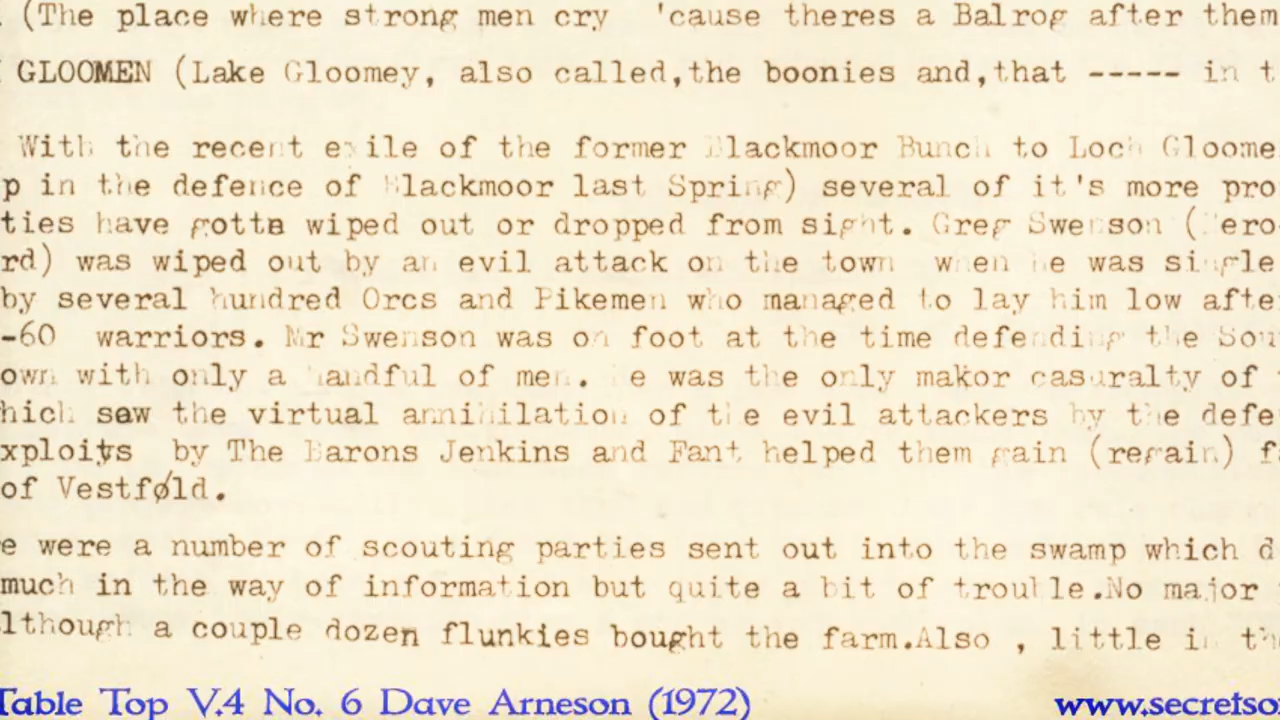 (The place where strong men cry 'cause theres a Balrog after them
GLOOMEN (Lake Gloomey, also called,the boonies and,that ----- in t
With the recent exile of the former Blackmoor Bunch to Loch Gloome
p in the defence of Blackmoor last Spring) several of it's more pro
ties have gotte wiped out or dropped from sight. Greg Swenson (Hero-
rd) was wiped out by an evil attack on the town when he was single
by several hundred Orcs and Pikemen who managed to lay him low afte
-60 warriors. Mr Swenson was on foot at the time defending the Sou
own with only a handful of men. He was the only makor casuralty of
hich saw the virtual annihilation of the evil attackers by the defe
xploits by The Barons Jenkins and Fant helped them gain (regain) fa
of Vestføld.
e were a number of scouting parties sent out into the swamp which d
much in the way of information but quite a bit of trouble.No major
lthough a couple dozen flunkies bought the farm.Also , little in th
Table Top V.4 No. 6 Dave Arneson (1972)
www.secretso